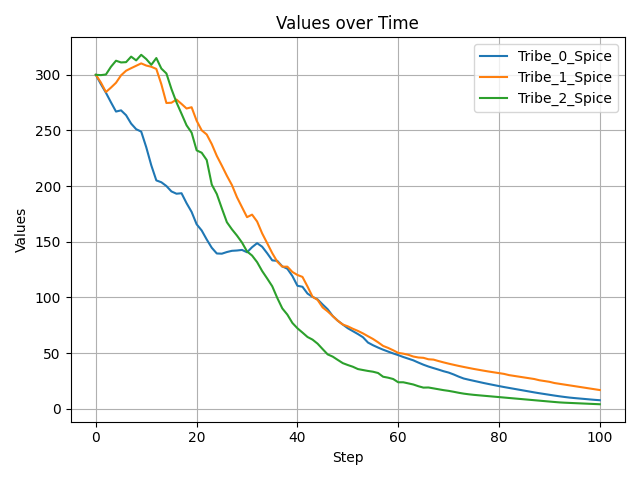 Values over Time
Tribe_0_Spice
Tribe_1_Spice
Tribe_2_Spice
Values
300
250
200
150
100
50
0
0 20 40 60 80 100
Step